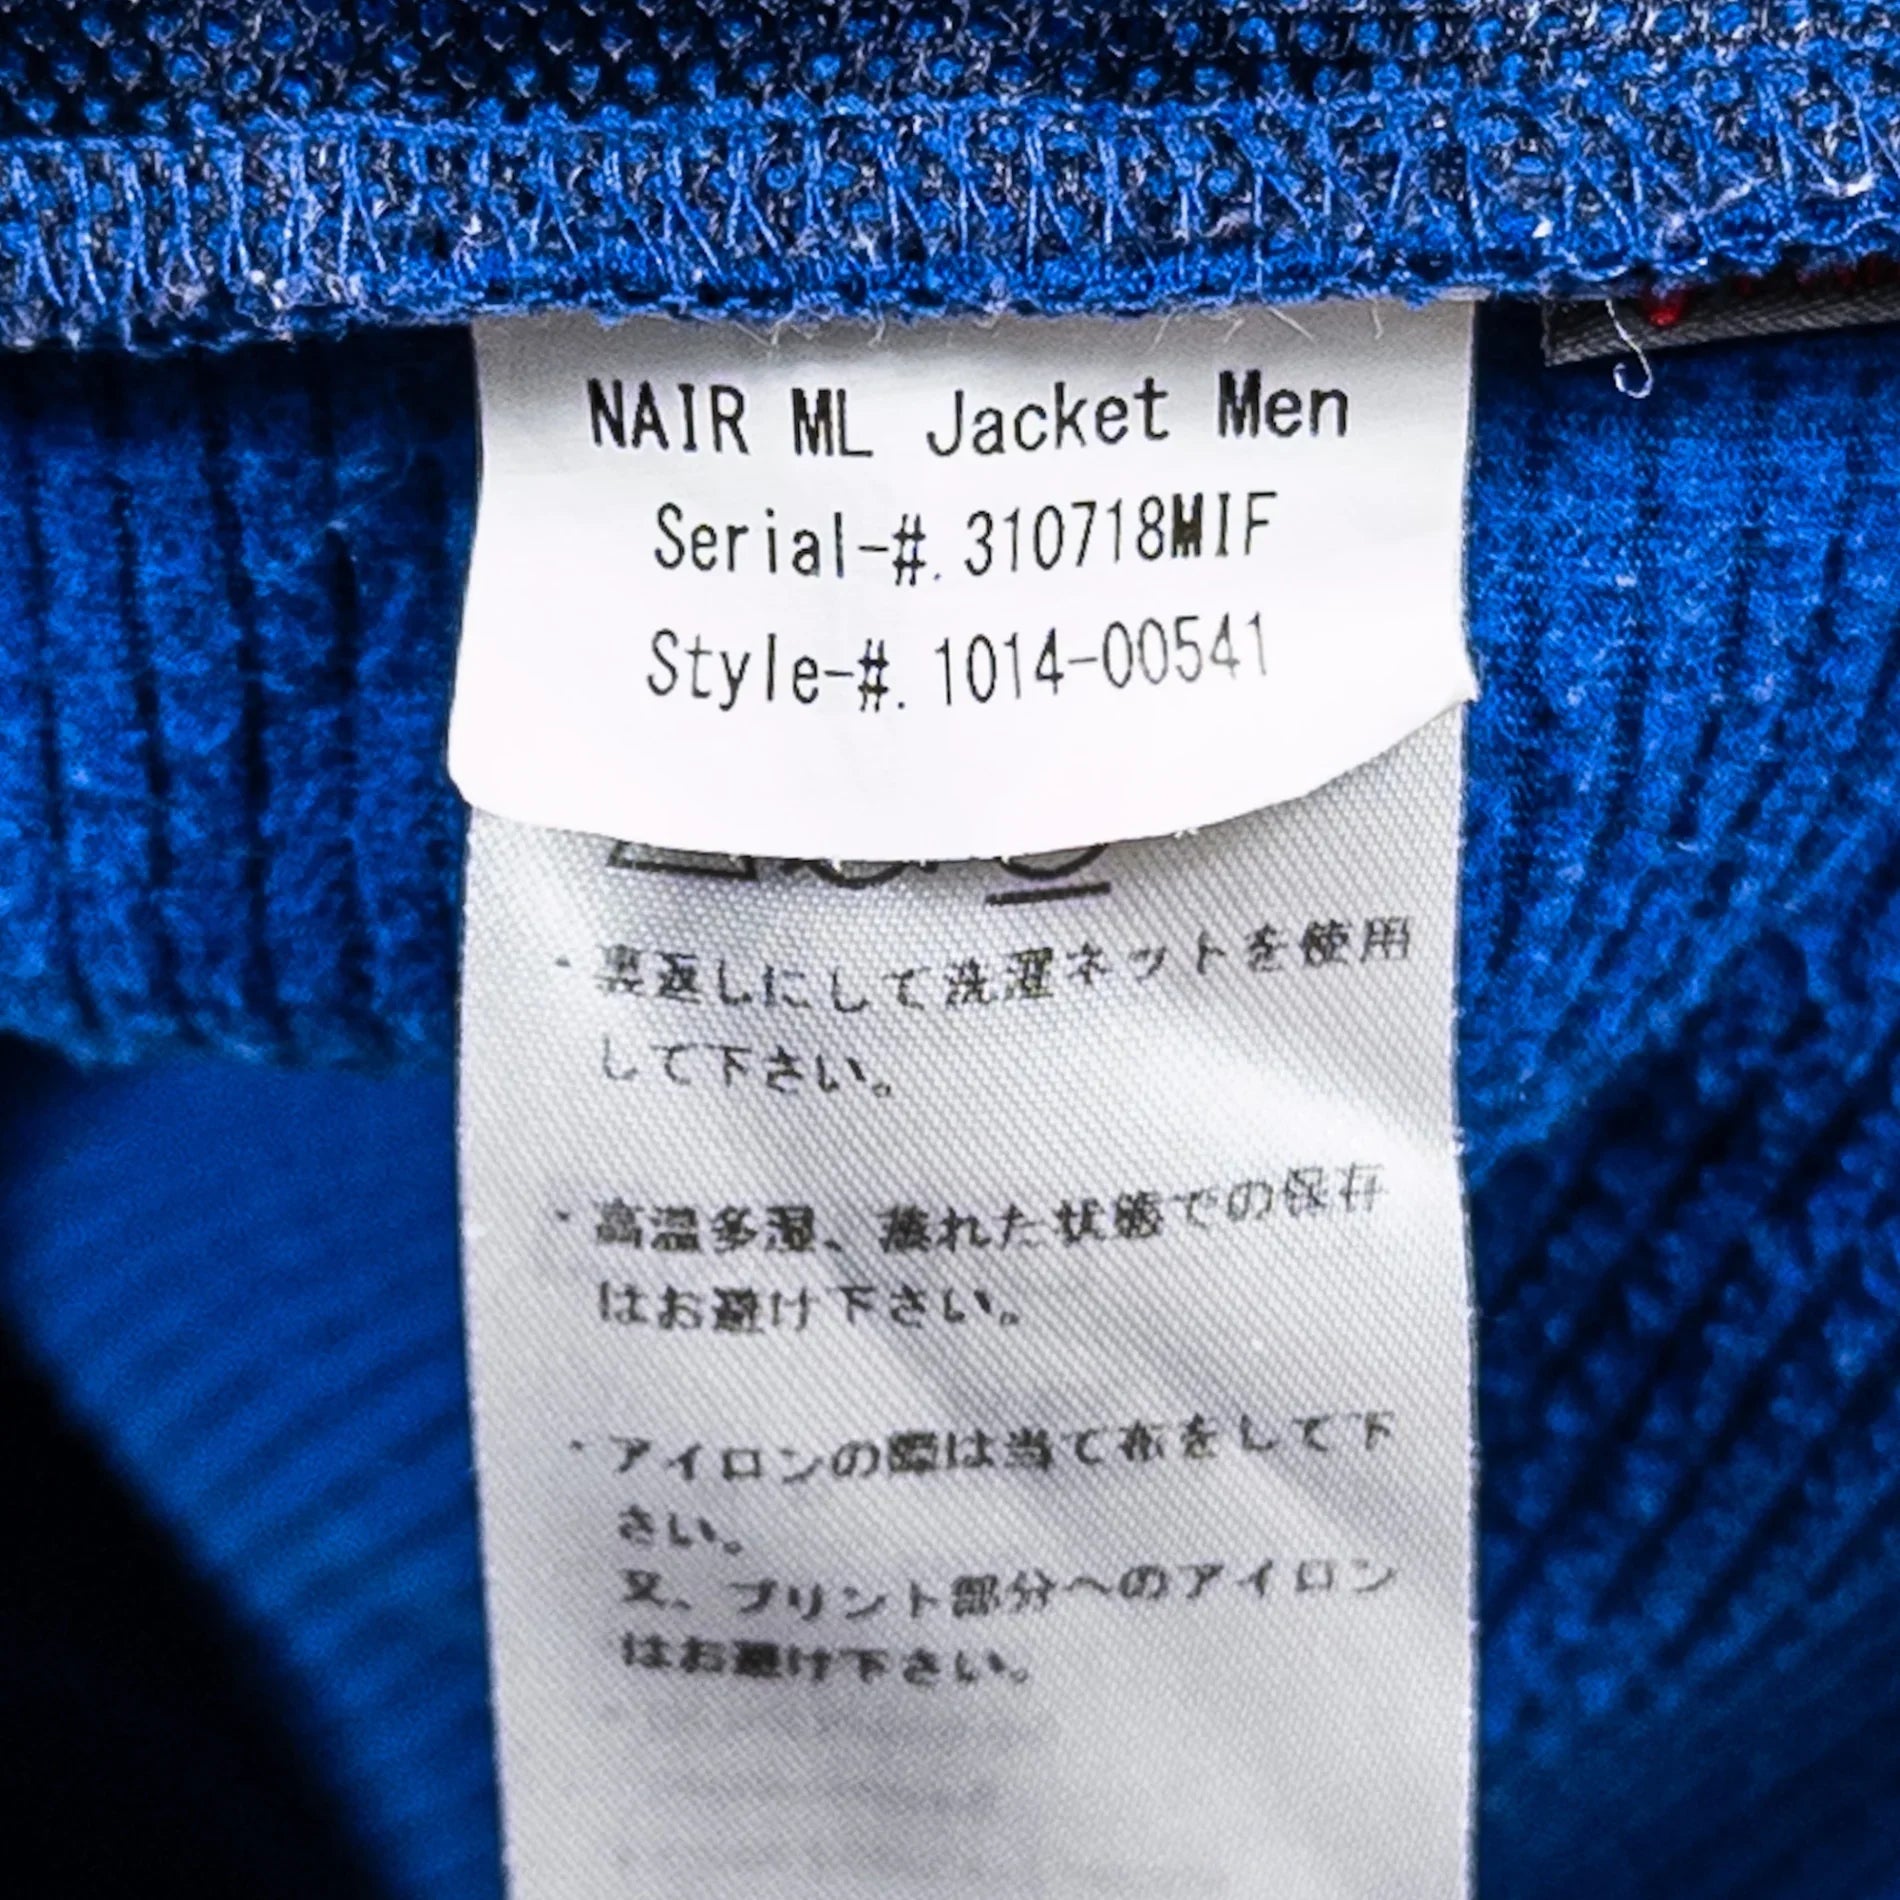 NAIR ML Jacket Men
Serial-#. 310718MIF
Style-#. 1014-00541
・裏返しにして洗濯ネットを使用
して下さい。
・高温多湿、蒸れた状態での保存
はお避け下さい。
・アイロンの際は当て布をして下
さい。
又、プリント部分へのアイロン
はお避け下さい。